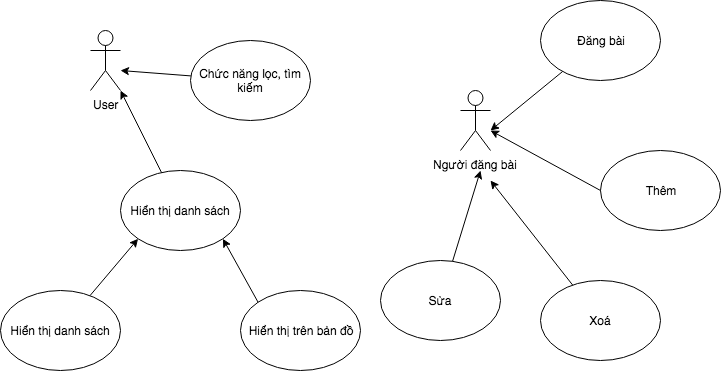 User
Chức năng lọc, tìm
kiếm
Hiển thị danh sách
Hiển thị danh sách
Hiển thị trên bản đồ
Đăng bài
Người đăng bài
Thêm
Sửa
Xoá